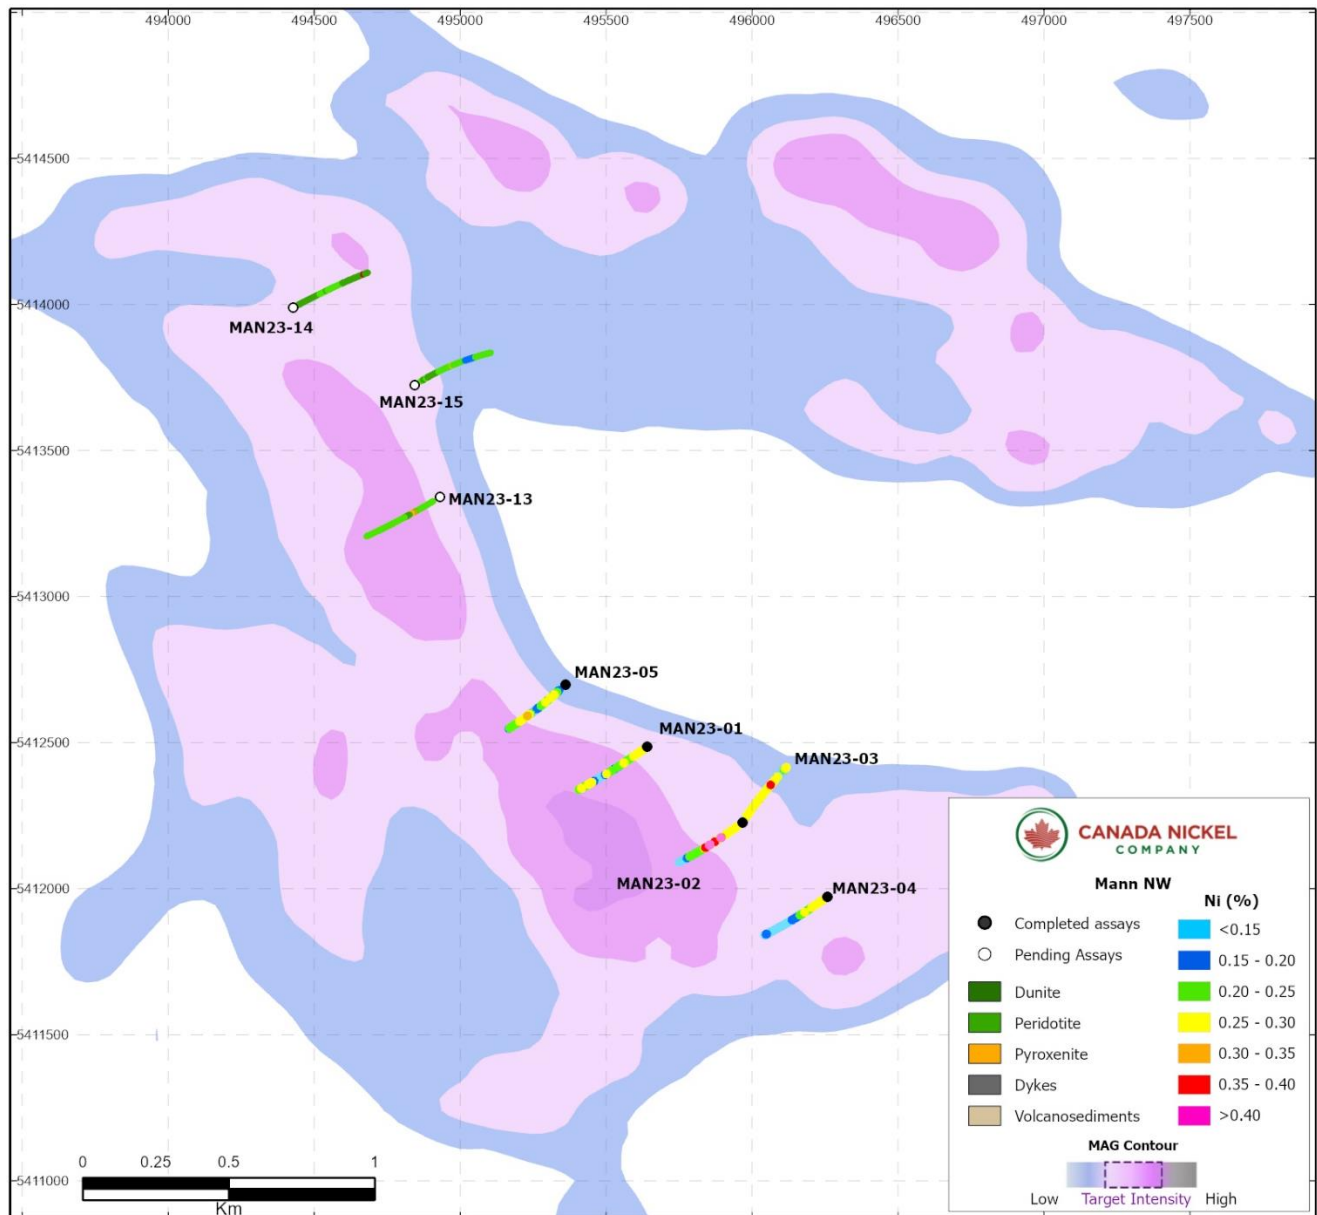 494000 494500 495000 495500 496000 496500 497000 497500
5414500
5414000
5413500
5413000
5412500
5412000
5411500
5411000
MAN23-14
MAN23-15
MAN23-13
MAN23-05
MAN23-01
MAN23-03
MAN23-02
MAN23-04
CANADA NICKEL
COMPANY
Mann NW
Ni (%)
Completed assays
Pending Assays
Dunite
Peridotite
Pyroxenite
Dykes
Volcanosediments
<0.15
0.15 - 0.20
0.20 - 0.25
0.25 - 0.30
0.30 - 0.35
0.35 - 0.40
>0.40
MAG Contour
Low Target Intensity High
0 0.25 0.5 1
Km